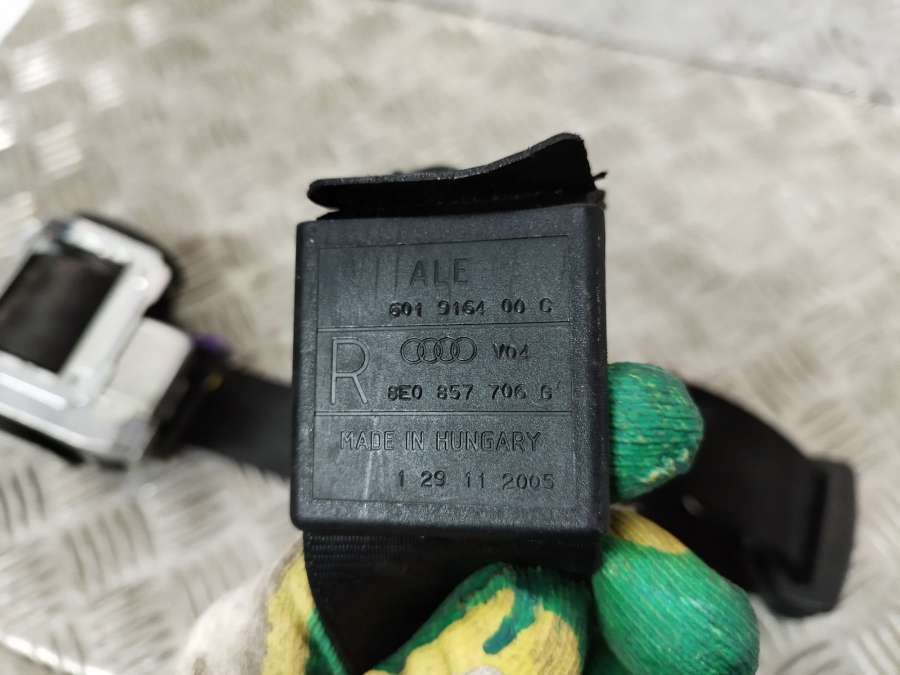 ALE
601 9164 00 C
R
V04
8E0 857 706 G
MADE IN HUNGARY
1 29 11 2005